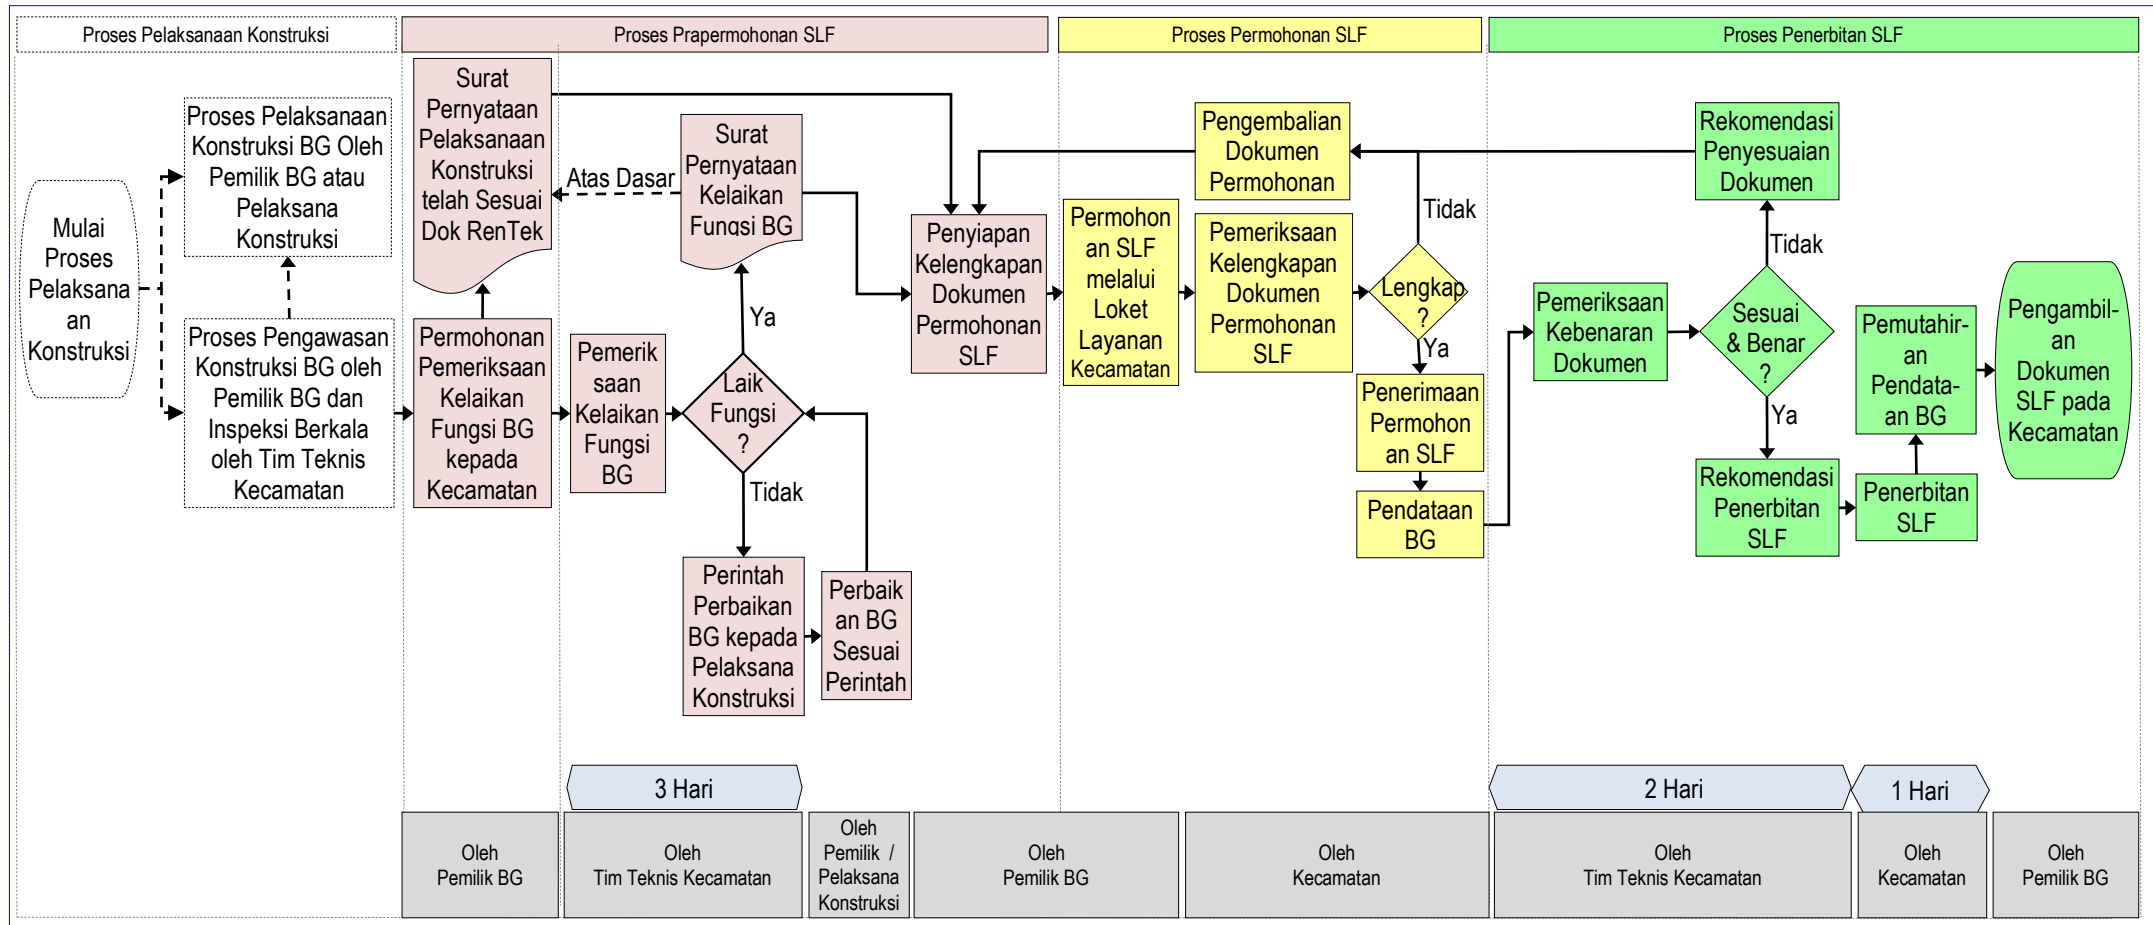 Proses Pelaksanaan Konstruksi
Proses Prapermohonan SLF
Proses Permohonan SLF
Proses Penerbitan SLF
Mulai
Proses
Pelaksana
an
Konstruksi
Proses Pelaksanaan
Konstruksi BG Oleh
Pemilik BG atau
Pelaksana
Konstruksi
Proses Pengawasan
Konstruksi BG oleh
Pemilik BG dan
Inspeksi Berkala
oleh Tim Teknis
Kecamatan
Surat
Pernyataan
Pelaksanaan
Konstruksi
telah Sesuai
Dok RenTek
Permohonan
Pemeriksaan
Kelaikan
Fungsi BG
kepada
Kecamatan
Atas Dasar
Surat
Pernyataan
Kelaikan
Fungsi BG
Ya
Pemerik
saan
Kelaikan
Fungsi
BG
Laik
Fungsi
?
Tidak
Perintah
Perbaikan
BG kepada
Pelaksana
Konstruksi
Perbaik
an BG
Sesuai
Perintah
Penyiapan
Kelengkapan
Dokumen
Permohonan
SLF
Pengembalian
Dokumen
Permohonan
Permohon
an SLF
melalui
Loket
Layanan
Kecamatan
Pemeriksaan
Kelengkapan
Dokumen
Permohonan
SLF
Tidak
Lengkap
?
Ya
Penerimaan
Permohon
an SLF
Pendataan
BG
Pemeriksaan
Kebenaran
Dokumen
Rekomendasi
Penyesuaian
Dokumen
Tidak
Sesuai
& Benar
?
Ya
Rekomendasi
Penerbitan
SLF
Pemutahir-
an
Pendata-
an BG
Penerbitan
SLF
Pengambil-
an
Dokumen
SLF pada
Kecamatan
3 Hari
2 Hari
1 Hari
Oleh
Pemilik BG
Oleh
Tim Teknis Kecamatan
Oleh
Pemilik /
Pelaksana
Konstruksi
Oleh
Pemilik BG
Oleh
Kecamatan
Oleh
Tim Teknis Kecamatan
Oleh
Kecamatan
Oleh
Pemilik BG